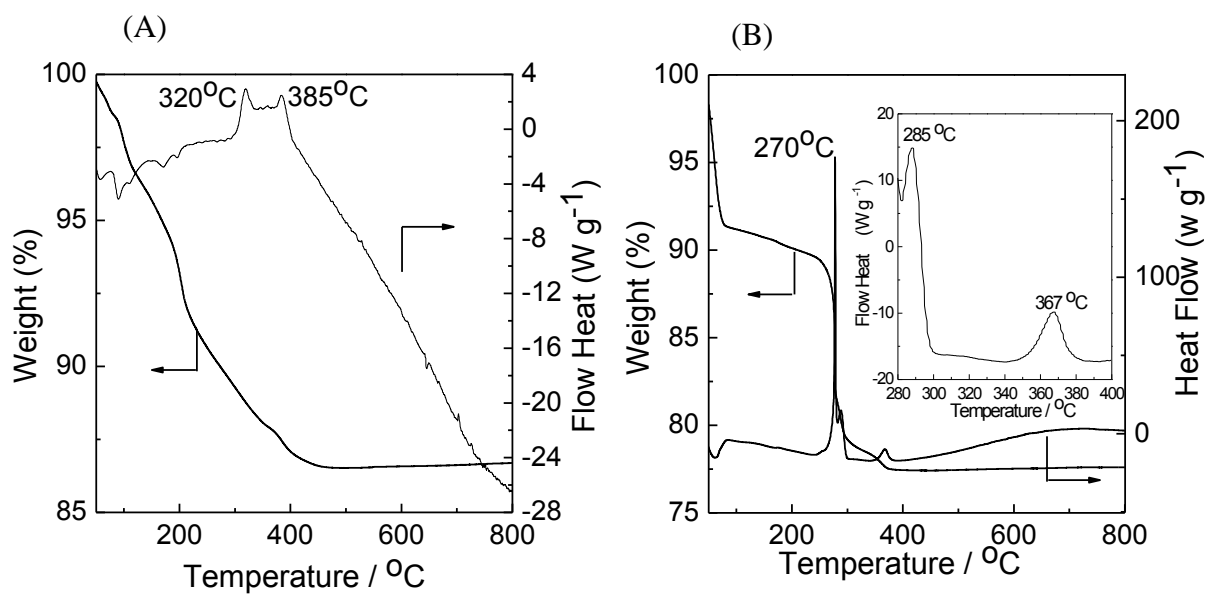 (A)
(B)
100
95
90
85
Weight (%)
320°C
385°C
4
0
-4
-8
-12
-16
-20
-24
-28
Flow Heat (W g-1)
200
400
600
800
Temperature / °C
100
95
90
85
80
75
Weight (%)
270°C
200
100
0
Heat Flow (w g-1)
200
400
600
800
Temperature / °C
20
15
10
0
-10
-20
Flow Heat (W g-1)
285 °C
367 °C
280 300 320 340 360 380 400
Temperature / °C